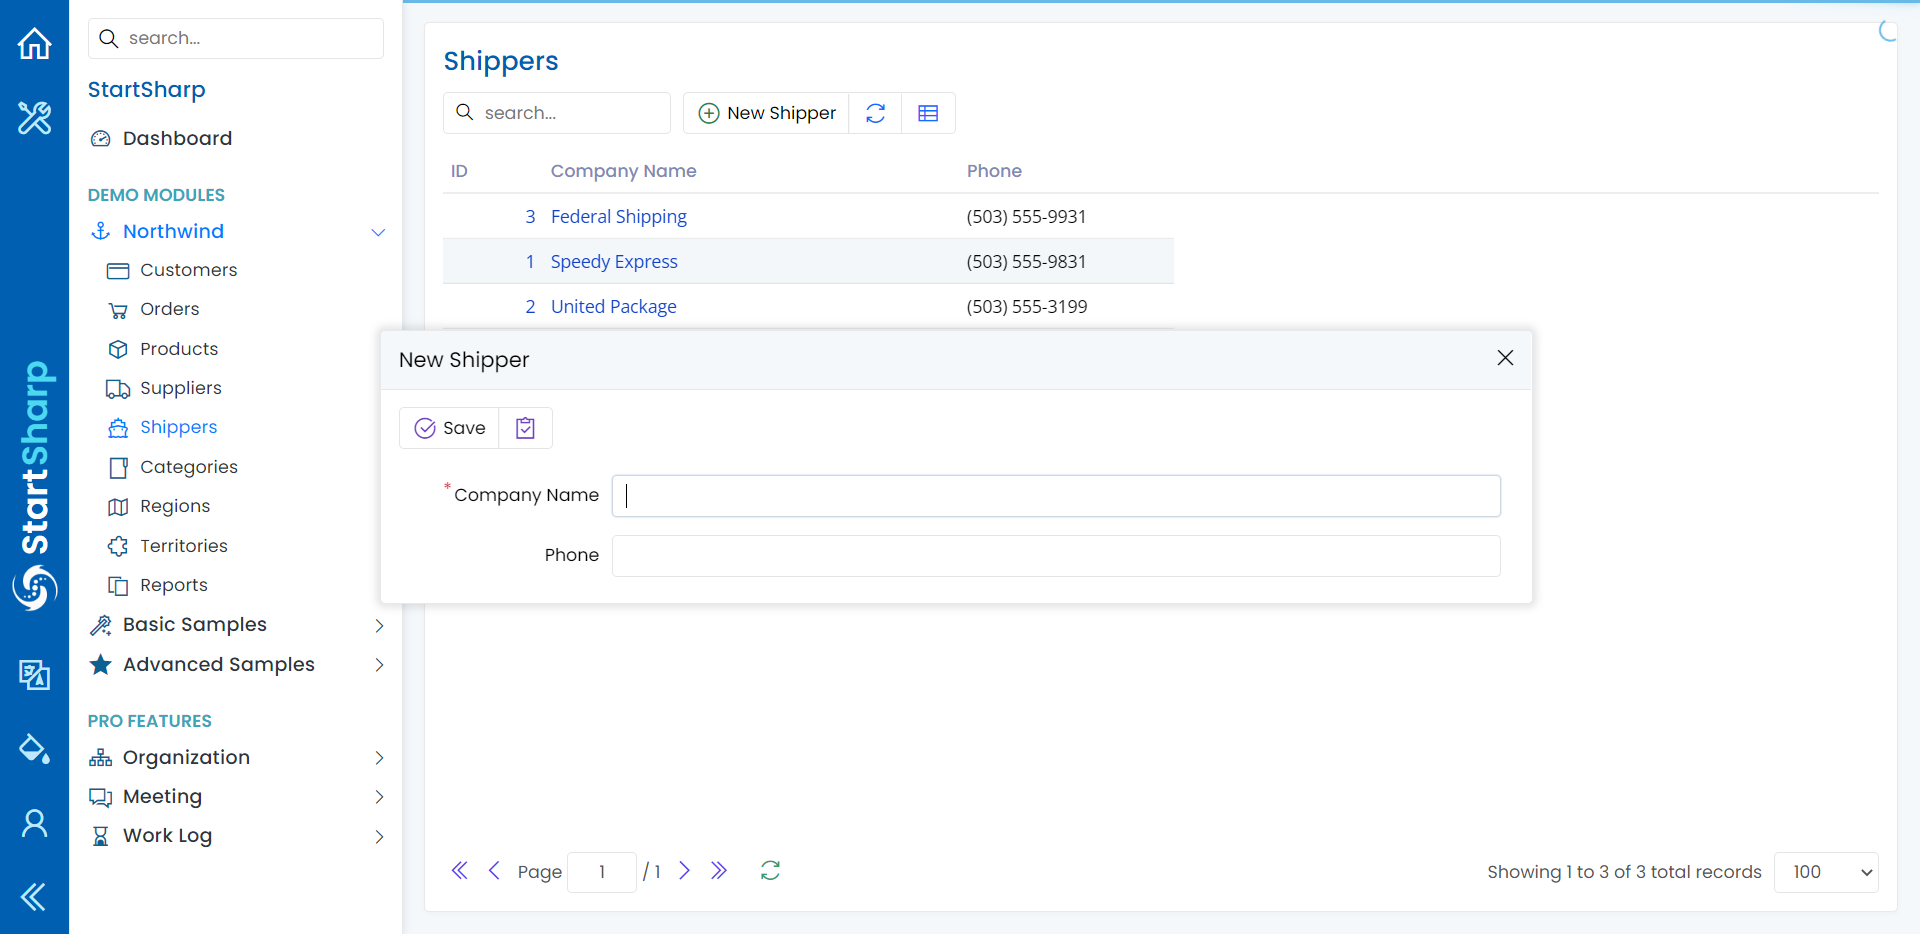 search...
StartSharp
Dashboard
DEMO MODULES
Northwind
Customers
Orders
Products
Suppliers
Shippers
Categories
Regions
Territories
Reports
Basic Samples
Advanced Samples
PRO FEATURES
Organization
Meeting
Work Log
StartSharp
Shippers
search...
New Shipper
ID Company Name Phone
3 Federal Shipping (503) 555-9931
1 Speedy Express (503) 555-9831
2 United Package (503) 555-3199
New Shipper
Save
*Company Name
Phone
Page 1 / 1
Showing 1 to 3 of 3 total records 100